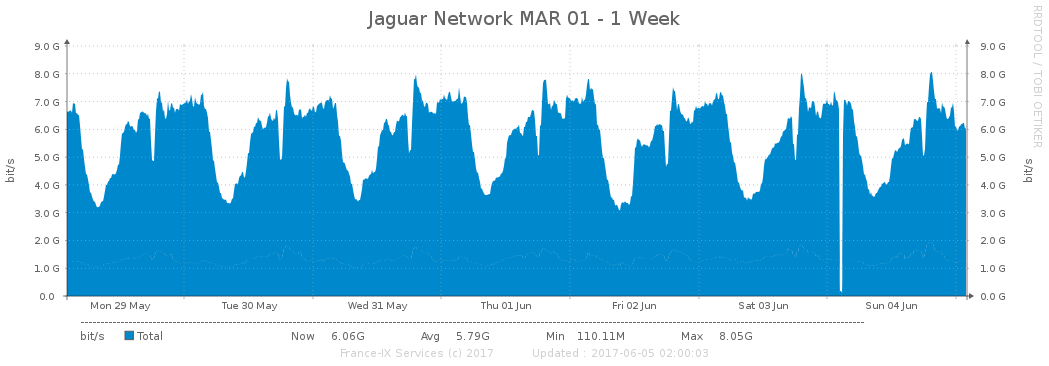 Jaguar Network MAR 01 - 1 Week
RRDTOOL / TOBI OETIKER
bit/s
9.0 G 9.0 G
8.0 G 8.0 G
7.0 G 7.0 G
6.0 G 6.0 G
5.0 G 5.0 G
4.0 G 4.0 G
3.0 G 3.0 G
2.0 G 2.0 G
1.0 G 1.0 G
0.0 0.0 G
bit/s
Mon 29 May Tue 30 May Wed 31 May Thu 01 Jun Fri 02 Jun Sat 03 Jun Sun 04 Jun
bit/s Total Now 6.06G Avg 5.79G Min 110.11M Max 8.05G
France-IX Services (c) 2017 Updated : 2017-06-05 02:00:03